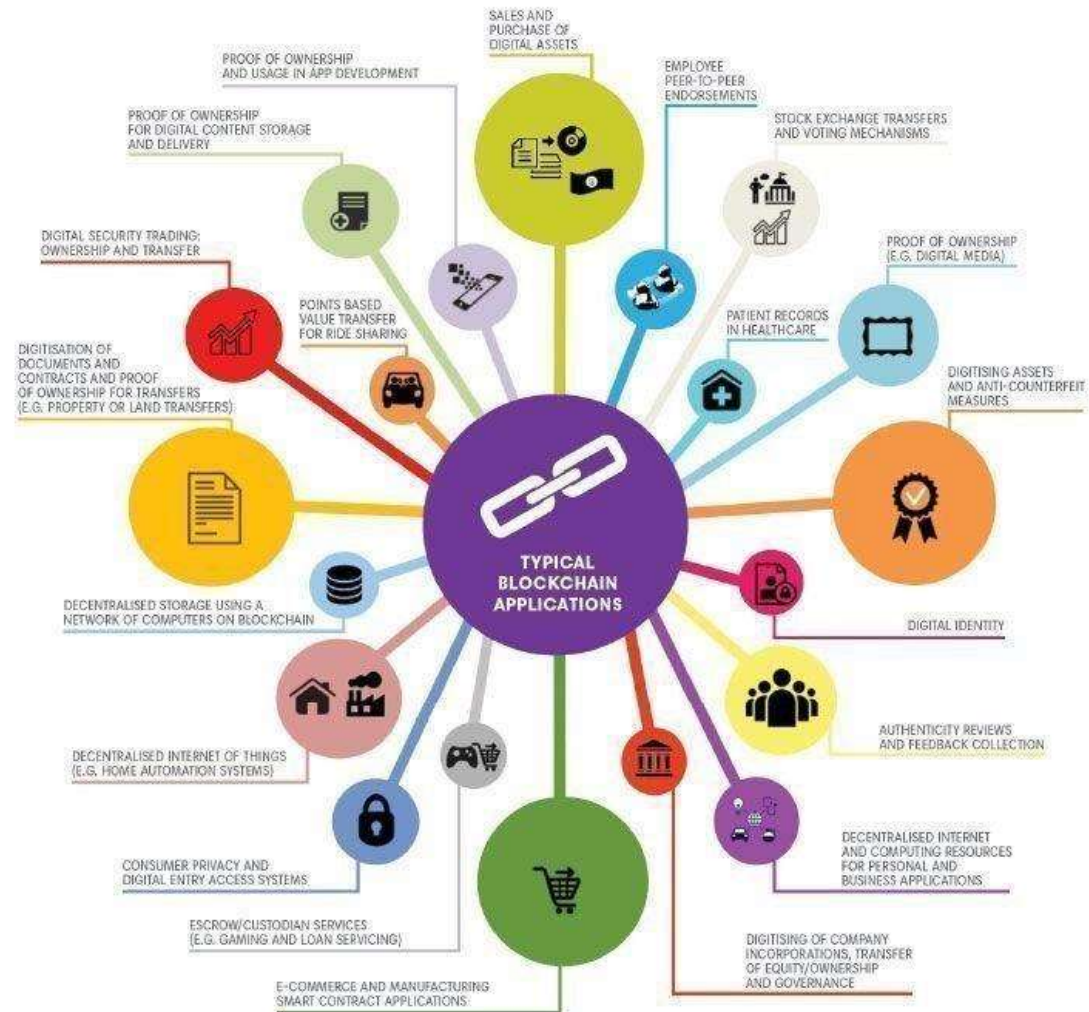 SALES AND
PURCHASE OF
DIGITAL ASSETS
PROOF OF OWNERSHIP
AND USAGE IN APP DEVELOPMENT
EMPLOYEE
PEER-TO-PEER
ENDORSEMENTS
PROOF OF OWNERSHIP
FOR DIGITAL CONTENT STORAGE
AND DELIVERY
STOCK EXCHANGE TRANSFERS
AND VOTING MECHANISMS
DIGITAL SECURITY TRADING:
OWNERSHIP AND TRANSFER
PROOF OF OWNERSHIP
(E.G. DIGITAL MEDIA)
POINTS BASED
VALUE TRANSFER
FOR RIDE SHARING
PATIENT RECORDS
IN HEALTHCARE
DIGITISATION OF
DOCUMENTS AND
CONTRACTS AND PROOF
OF OWNERSHIP FOR TRANSFERS
(E.G. PROPERTY OR LAND TRANSFERS)
DIGITISING ASSETS
AND ANTI-COUNTERFEIT
MEASURES
TYPICAL
BLOCKCHAIN
APPLICATIONS
DECENTRALISED STORAGE USING A
NETWORK OF COMPUTERS ON BLOCKCHAIN
DIGITAL IDENTITY
DECENTRALISED INTERNET OF THINGS
(E.G. HOME AUTOMATION SYSTEMS)
AUTHENTICITY REVIEWS
AND FEEDBACK COLLECTION
CONSUMER PRIVACY AND
DIGITAL ENTRY ACCESS SYSTEMS
DECENTRALISED INTERNET
AND COMPUTING RESOURCES
FOR PERSONAL AND
BUSINESS APPLICATIONS
ESCROW/CUSTODIAN SERVICES
(E.G. GAMING AND LOAN SERVICING)
DIGITISING OF COMPANY
INCORPORATIONS, TRANSFER
OF EQUITY/OWNERSHIP
AND GOVERNANCE
E-COMMERCE AND MANUFACTURING
SMART CONTRACT APPLICATIONS